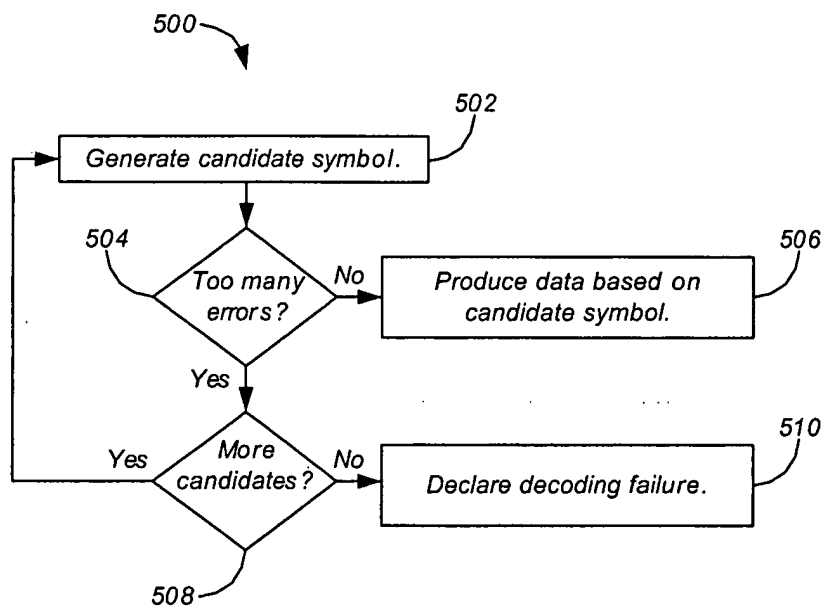 500
502
Generate candidate symbol.
504
Too many
errors?
No
Produce data based on
candidate symbol.
506
Yes
More
candidates?
Yes
No
Declare decoding failure.
510
508